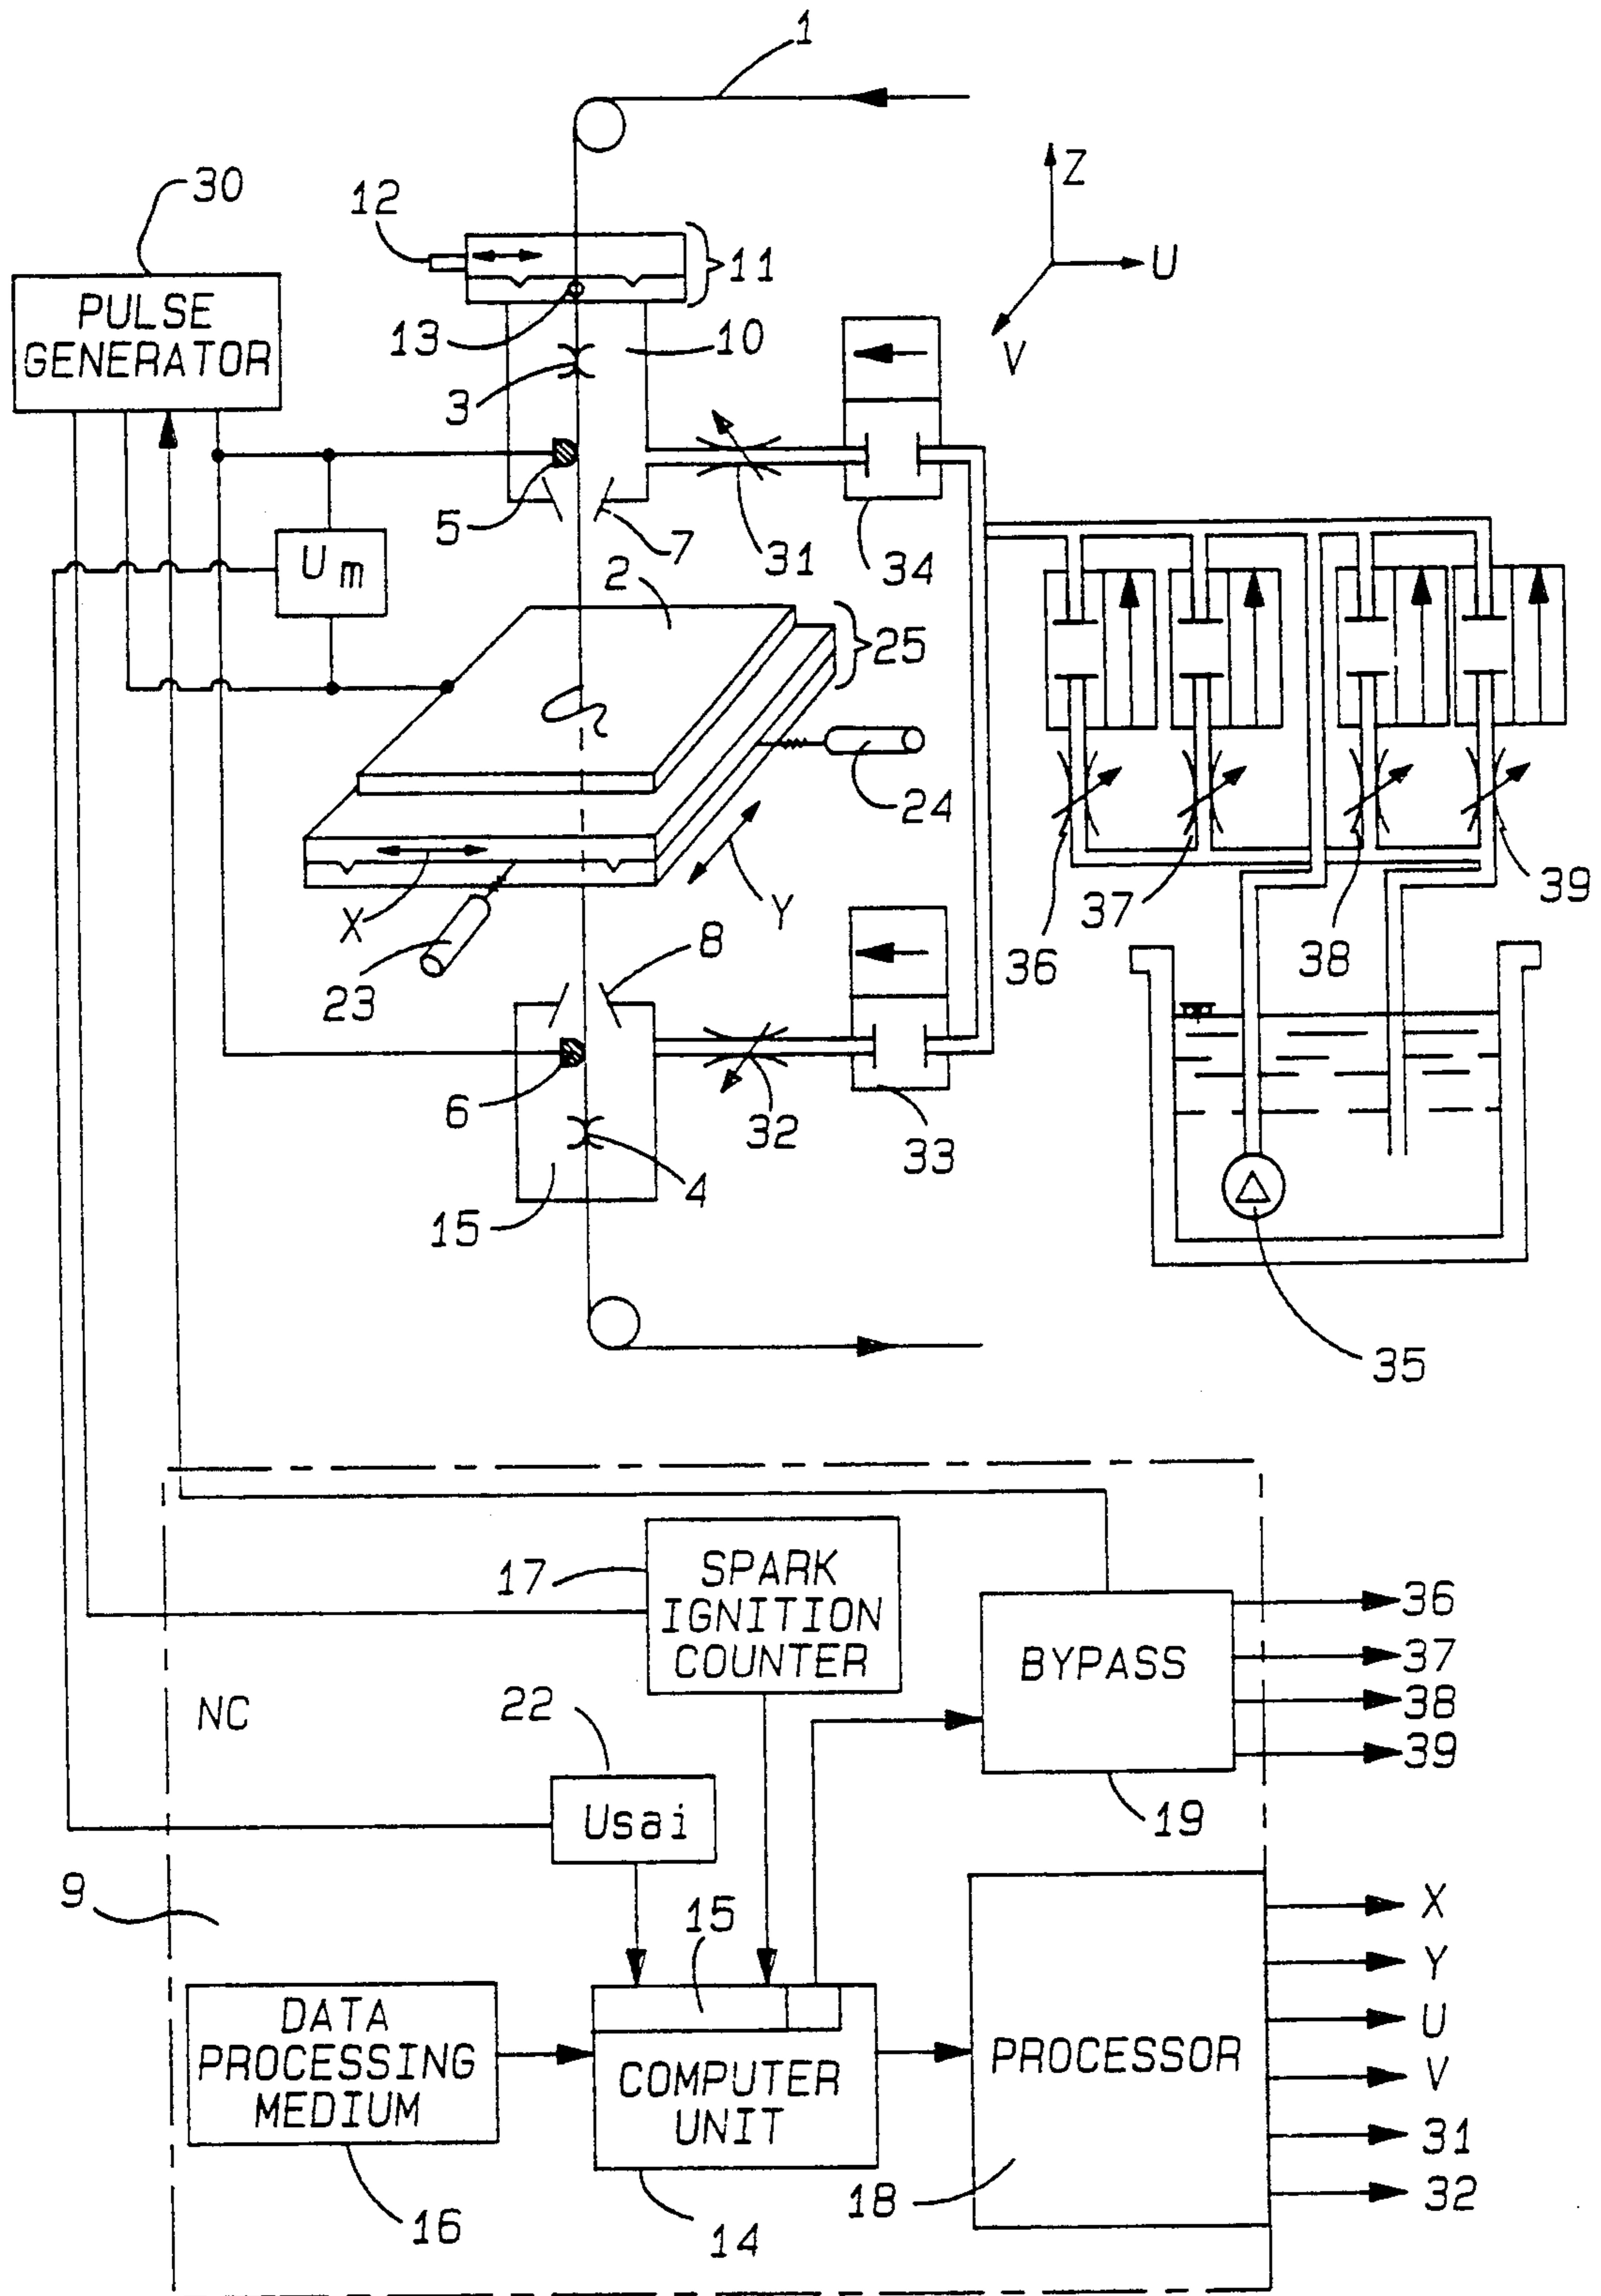 1
Z
30
12
11
U
PULSE
GENERATOR
13
10
V
3
5
7
31
34
Um
2
25
24
X
Y
23
8
36
37
38
39
6
32
33
4
15
35
17
SPARK
IGNITION
COUNTER
36
BYPASS
37
NC
22
38
39
Usai
19
9
15
X
Y
DATA
PROCESSING
MEDIUM
COMPUTER
UNIT
PROCESSOR
U
V
31
18
32
16
14